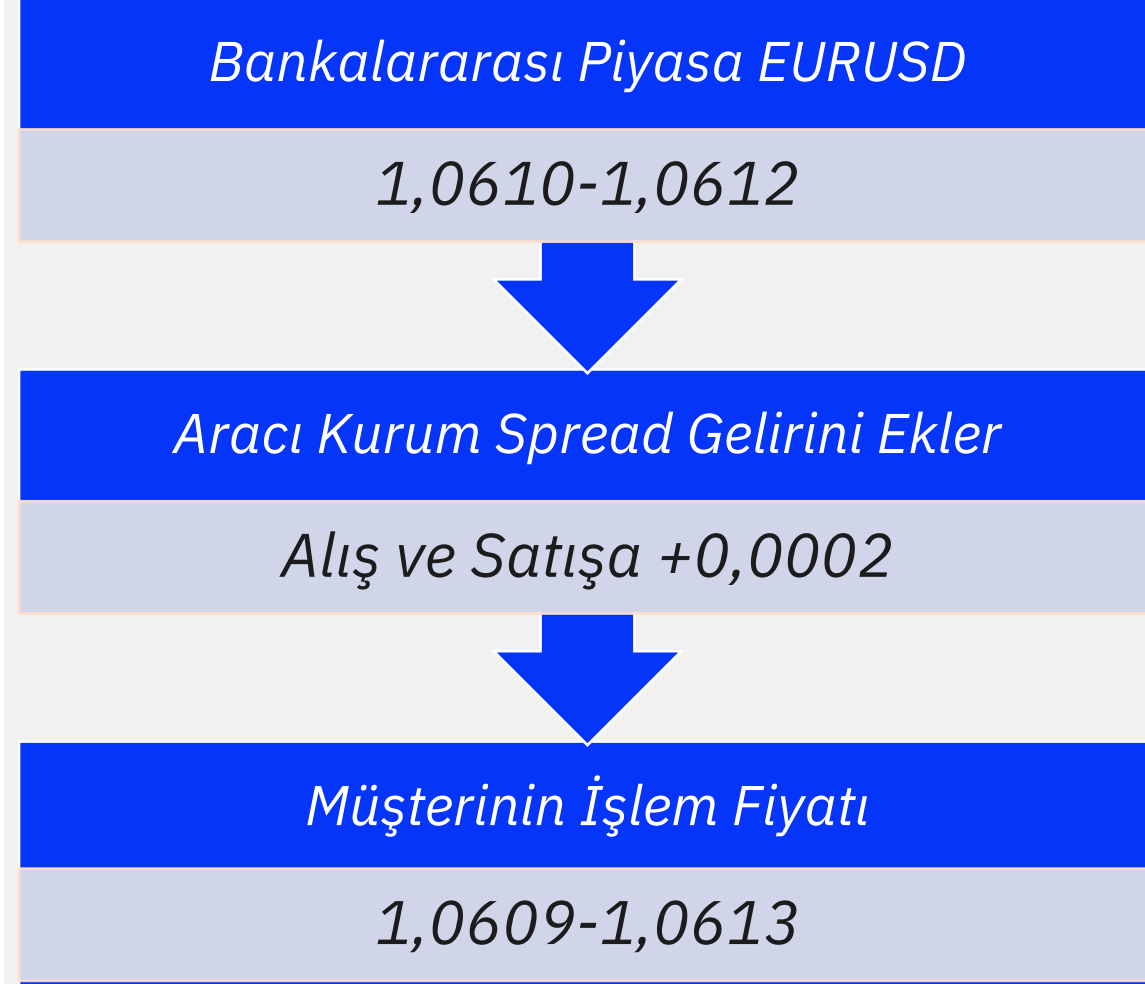 Bankalararası Piyasa EURUSD
1,0610-1,0612
Aracı Kurum Spread Gelirini Ekler
Alış ve Satışa +0,0002
Müşterinin İşlem Fiyatı
1,0609-1,0613